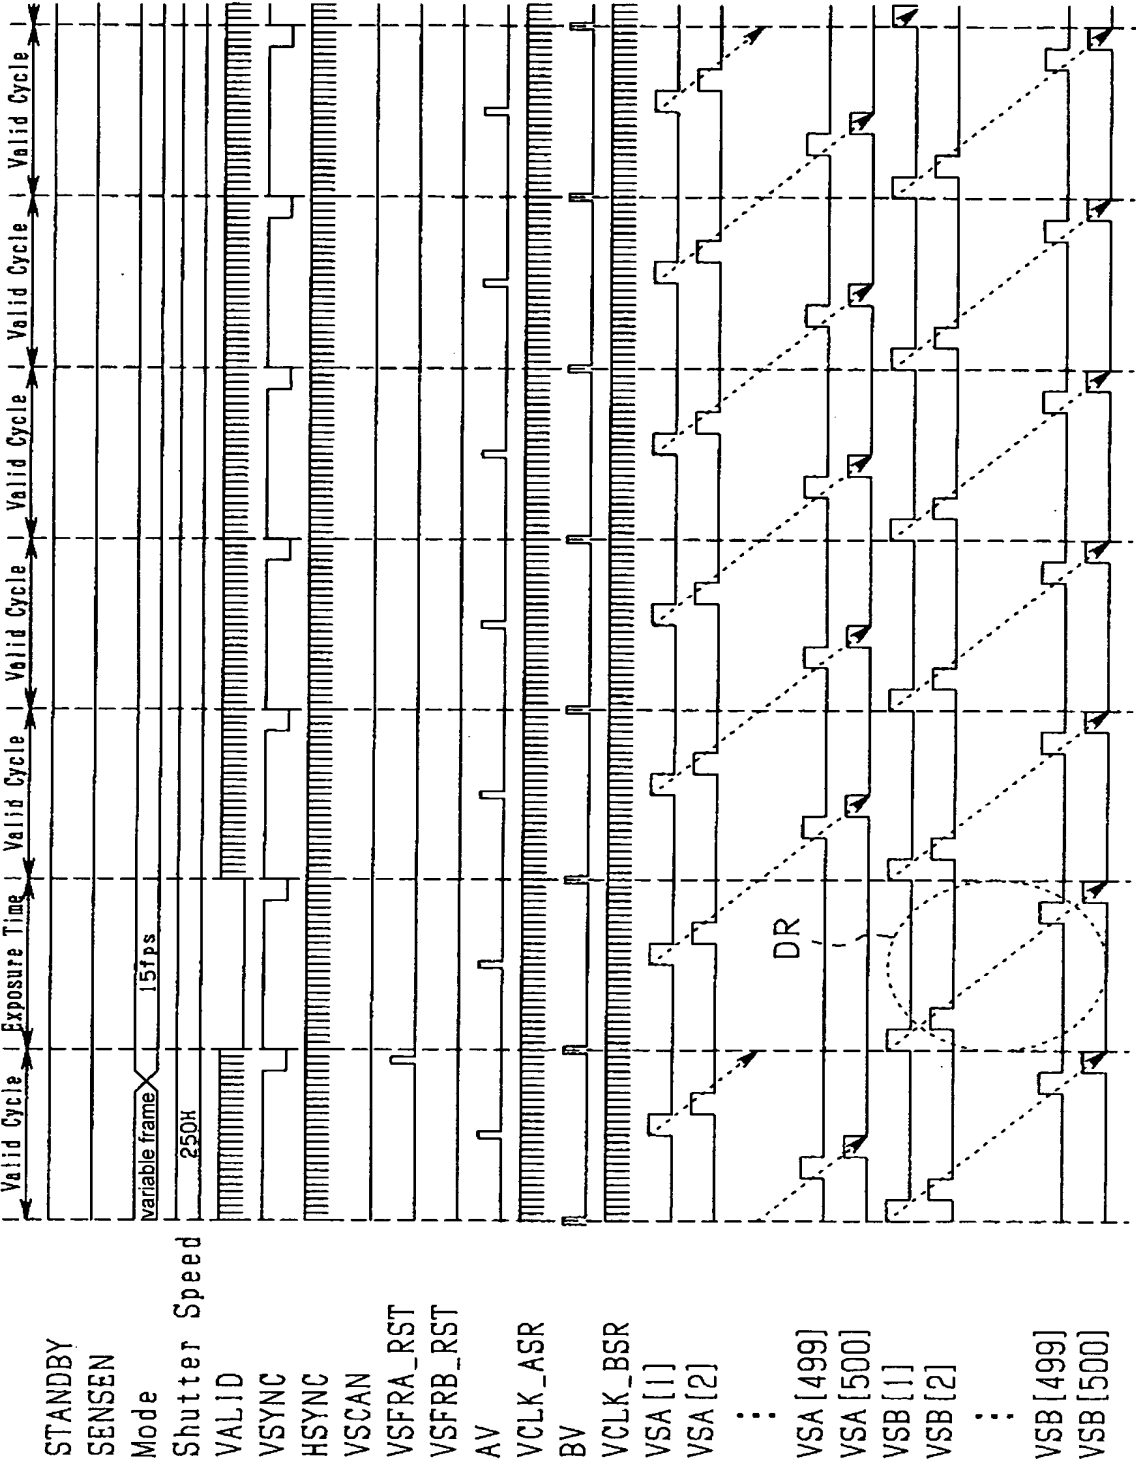 Valid Cycle
Exposure Time
Valid Cycle
Valid Cycle
Valid Cycle
Valid Cycle
Valid Cycle
STANDBY
SENSEN
Mode
variable frame
15fps
Shutter Speed
250H
VALID
VSYNC
HSYNC
VSCAN
VSFRA_RST
VSFRB_RST
AV
VCLK_ASR
BV
VCLK_BSR
VSA[1]
VSA[2]
⋮
VSA[499]
VSA[500]
VSB[1]
DR
VSB[2]
⋮
VSB[499]
VSB[500]